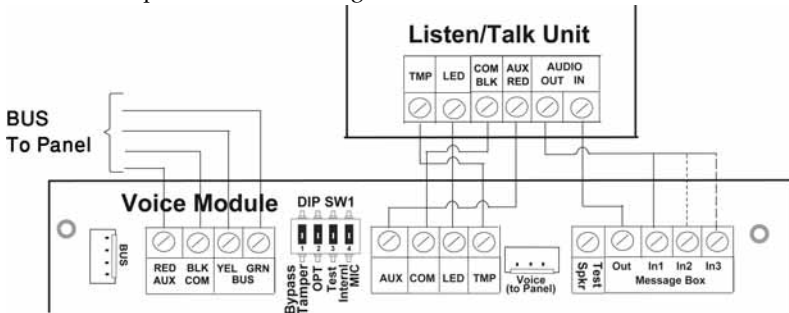 Listen/Talk Unit
TMP LED COM BLK AUX RED AUDIO OUT IN
BUS
To Panel
Voice Module
DIP SW1
BUS
RED AUX BLK COM YEL GRN BUS
1 2 3 4
Bypass Tamper
OPT
Test
Internl MIC
AUX COM LED TMP
Voice (to Panel)
Test Spkr
Out In1 In2 In3
Message Box